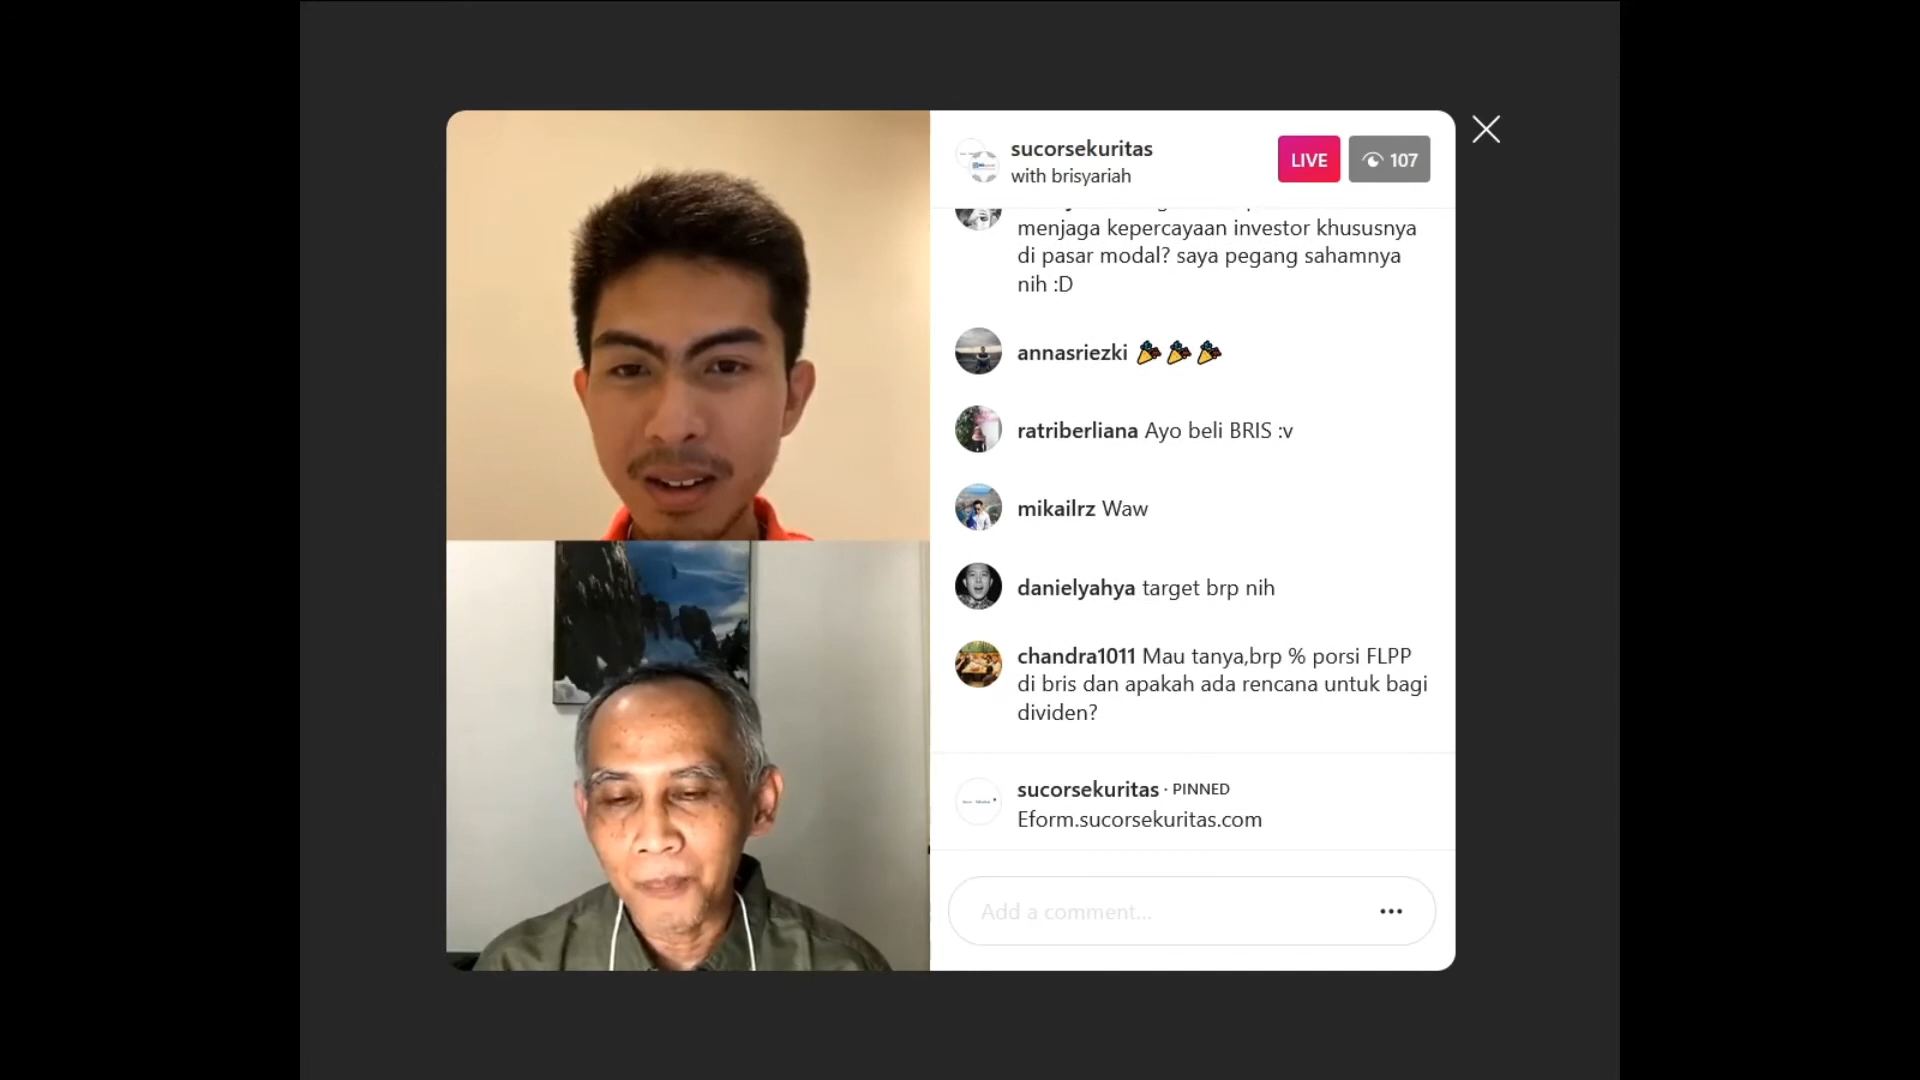 sucorsekuritas
with brisyariah
LIVE
107
menjaga kepercayaan investor khususnya
di pasar modal? saya pegang sahamnya
nih :D
annasriezki
ratriberliana Ayo beli BRIS :v
mikailrz Waw
danielyahya target brp nih
chandra1011 Mau tanya,brp % porsi FLPP
di bris dan apakah ada rencana untuk bagi
dividen?
sucorsekuritas · PINNED
Eform.sucorsekuritas.com
Add a comment...